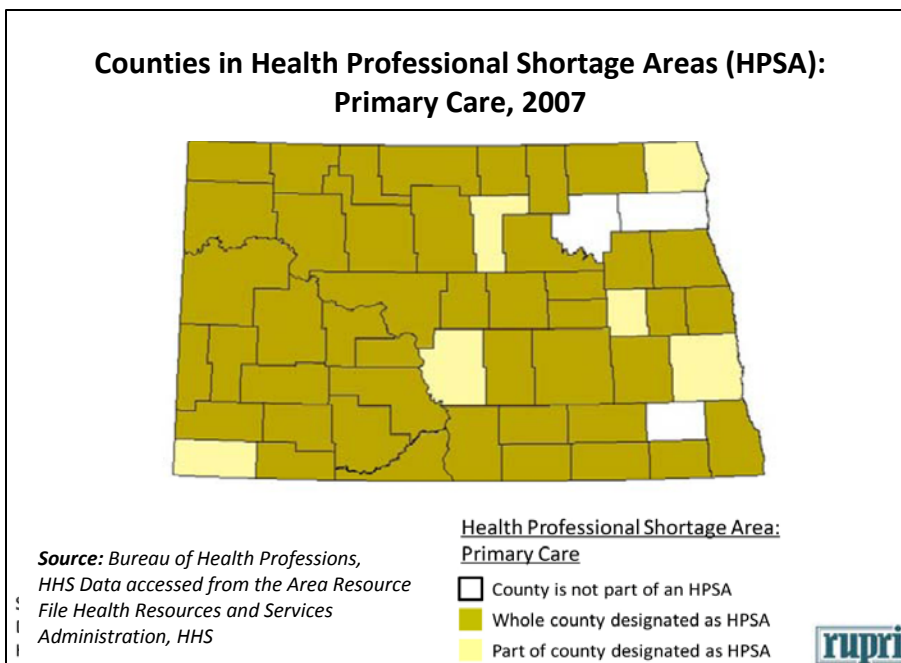 Counties in Health Professional Shortage Areas (HPSA):
Primary Care, 2007
Source: Bureau of Health Professions,
HHS Data accessed from the Area Resource
File Health Resources and Services
Administration, HHS
Health Professional Shortage Area:
Primary Care
County is not part of an HPSA
Whole county designated as HPSA
Part of county designated as HPSA
rupri